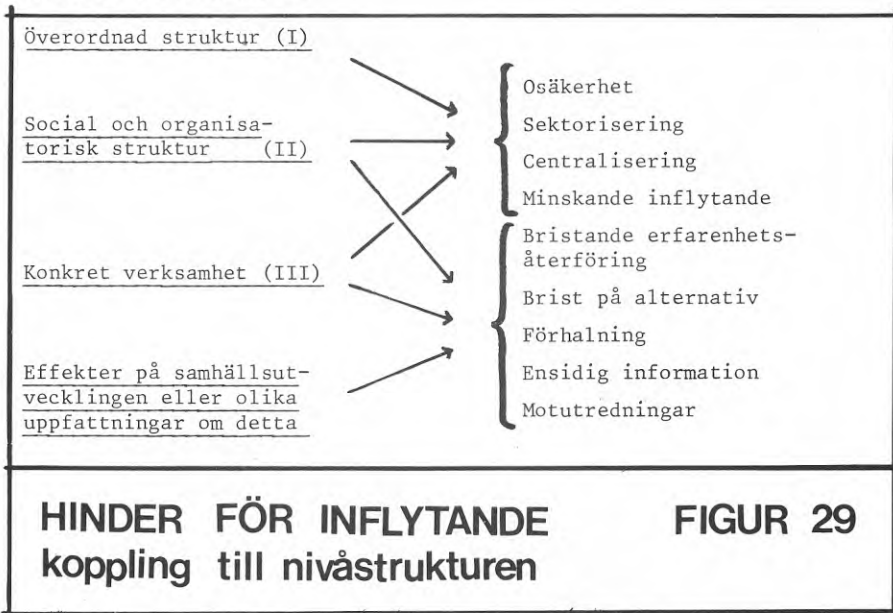 Överordnad struktur (I)
Social och organisa-
torisk struktur (II)
Konkret verksamhet (III)
Effekter på samhällsut-
vecklingen eller olika
uppfattningar om detta
Osäkerhet
Sektorisering
Centralisering
Minskande inflytande
Bristande erfarenhets-
återföring
Brist på alternativ
Förhalning
Ensidig information
Motutredningar
HINDER FÖR INFLYTANDE FIGUR 29
koppling till nivåstrukturen